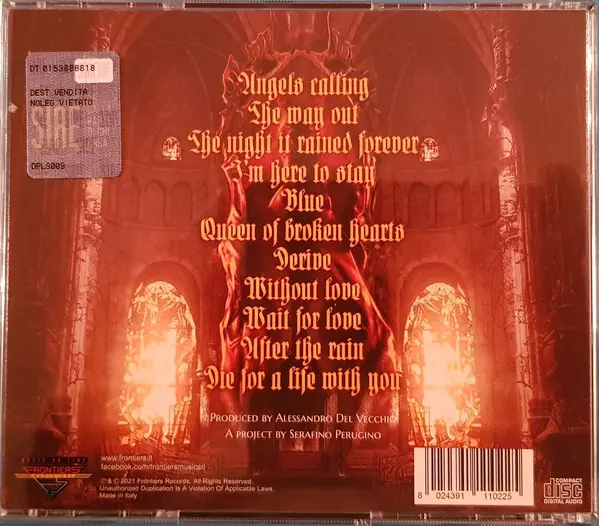 DT 0153898818
DEST VENDITA
NOLEG VIETATO
SIAE
DPLS009
Angels calling
The way out
The night it rained forever
I'm here to stay
Blue
Queen of broken hearts
Derive
Without love
Wait for love
After the rain
Die for a life with you
Produced by Alessandro Del Vecchio
A project by Serafino Perugino
FRONTIERS
www.frontiers.it
facebook.com/frontiersmusicsrl
℗ & © 2021 Frontiers Records. All Rights Reserved.
Unauthorized Duplication Is A Violation Of Applicable Laws.
Made in Italy
COMPACT
disc
DIGITAL AUDIO
8 024391 110225